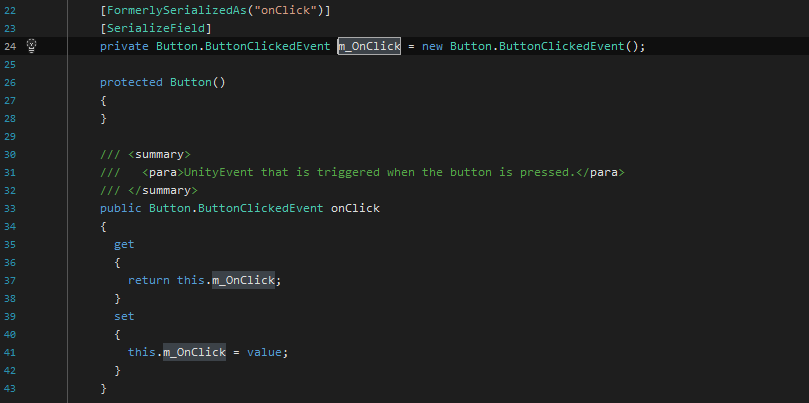 22 [FormerlySerializedAs("onClick")]
23 [SerializeField]
24 private Button.ButtonClickedEvent m_OnClick = new Button.ButtonClickedEvent();
25
26 protected Button()
27 {
28 }
29
30 /// <summary>
31 ///   <para>UnityEvent that is triggered when the button is pressed.</para>
32 /// </summary>
33 public Button.ButtonClickedEvent onClick
34 {
35   get
36   {
37     return this.m_OnClick;
38   }
39   set
40   {
41     this.m_OnClick = value;
42   }
43 }